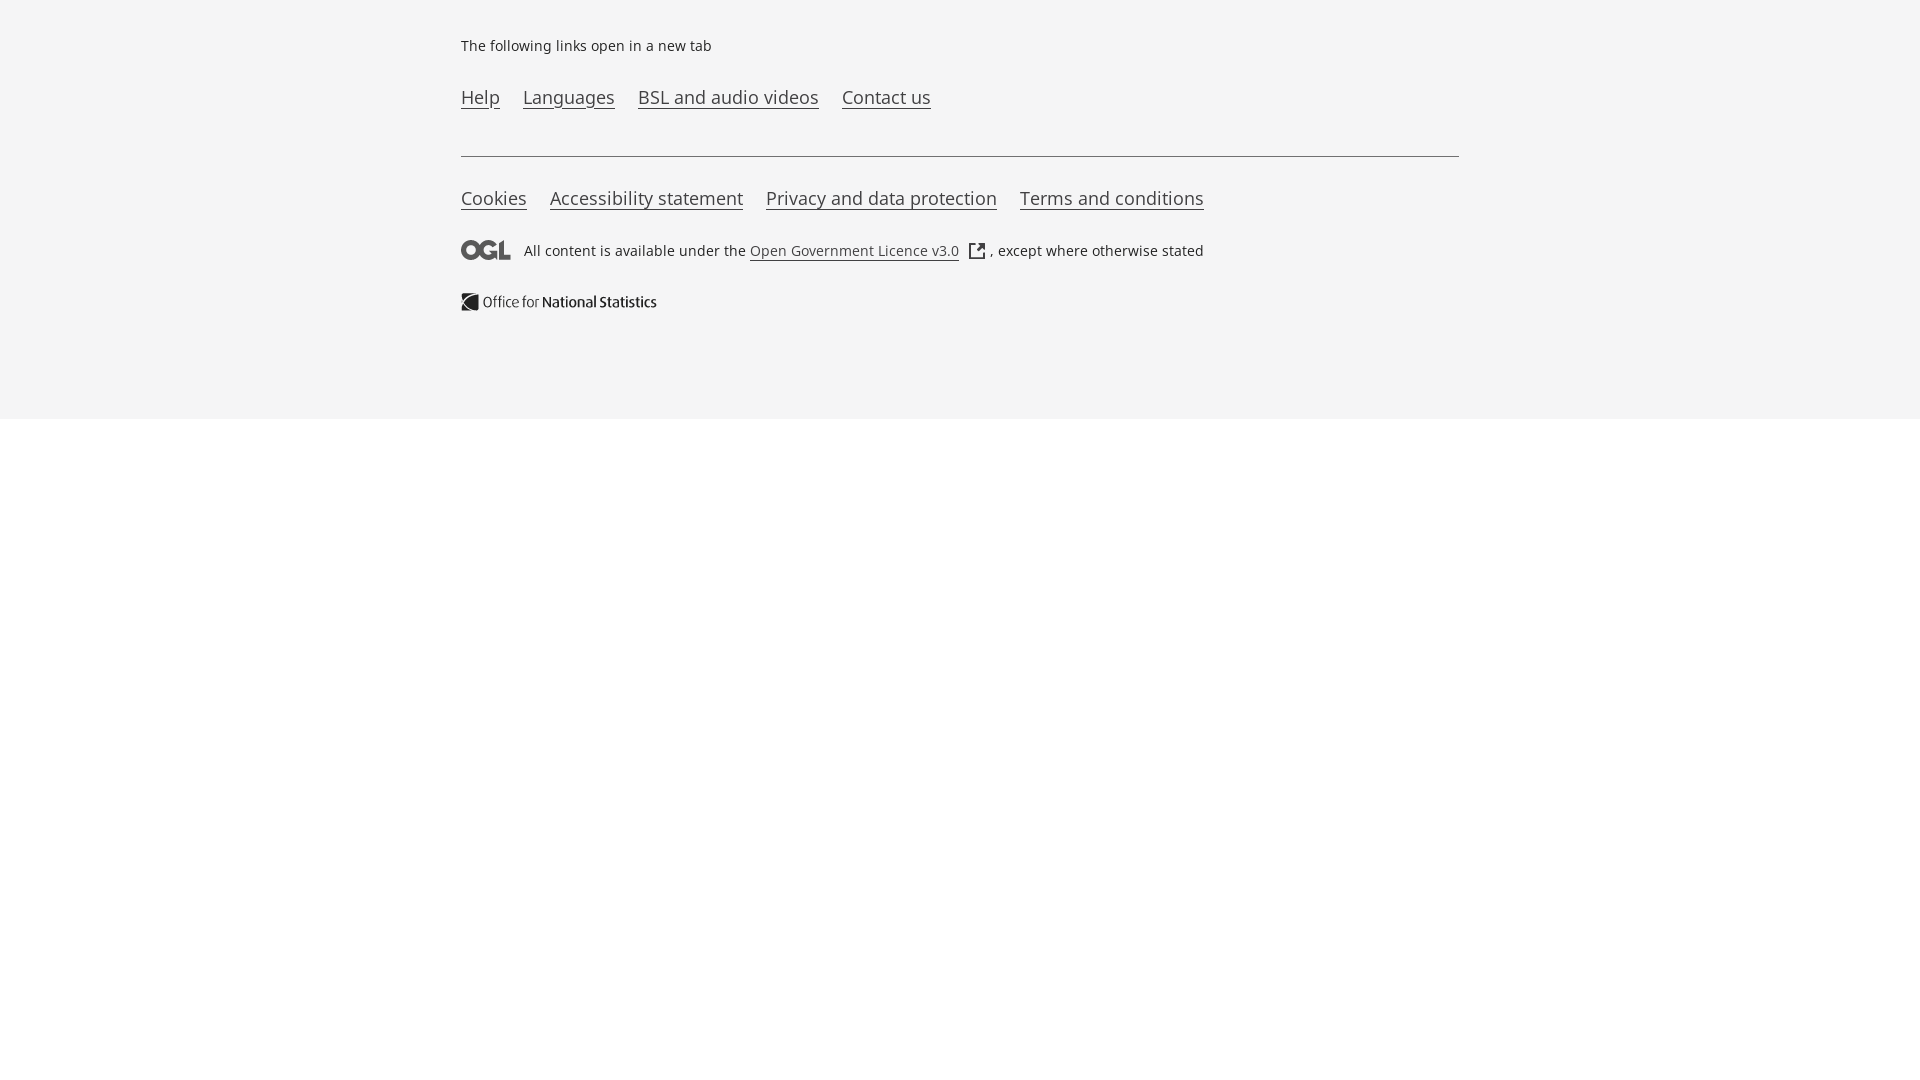 The following links open in a new tab
Help Languages BSL and audio videos Contact us
Cookies Accessibility statement Privacy and data protection Terms and conditions
OGL All content is available under the Open Government Licence v3.0 , except where otherwise stated
Office for National Statistics